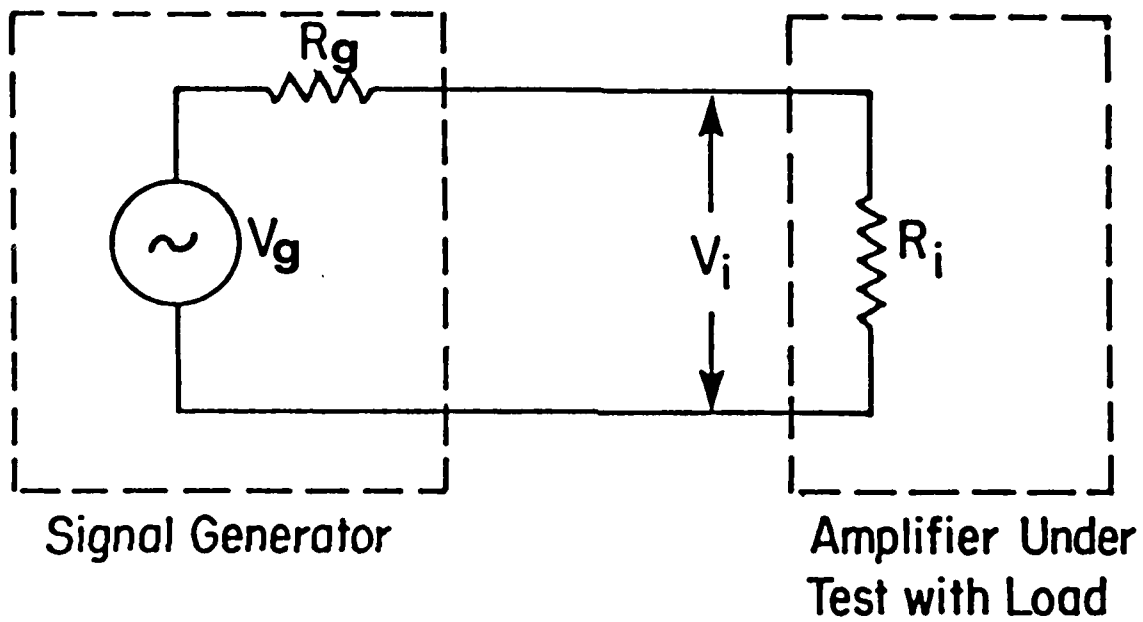 Rg
Vg
Vi
Ri
Signal Generator
Amplifier Under
Test with Load